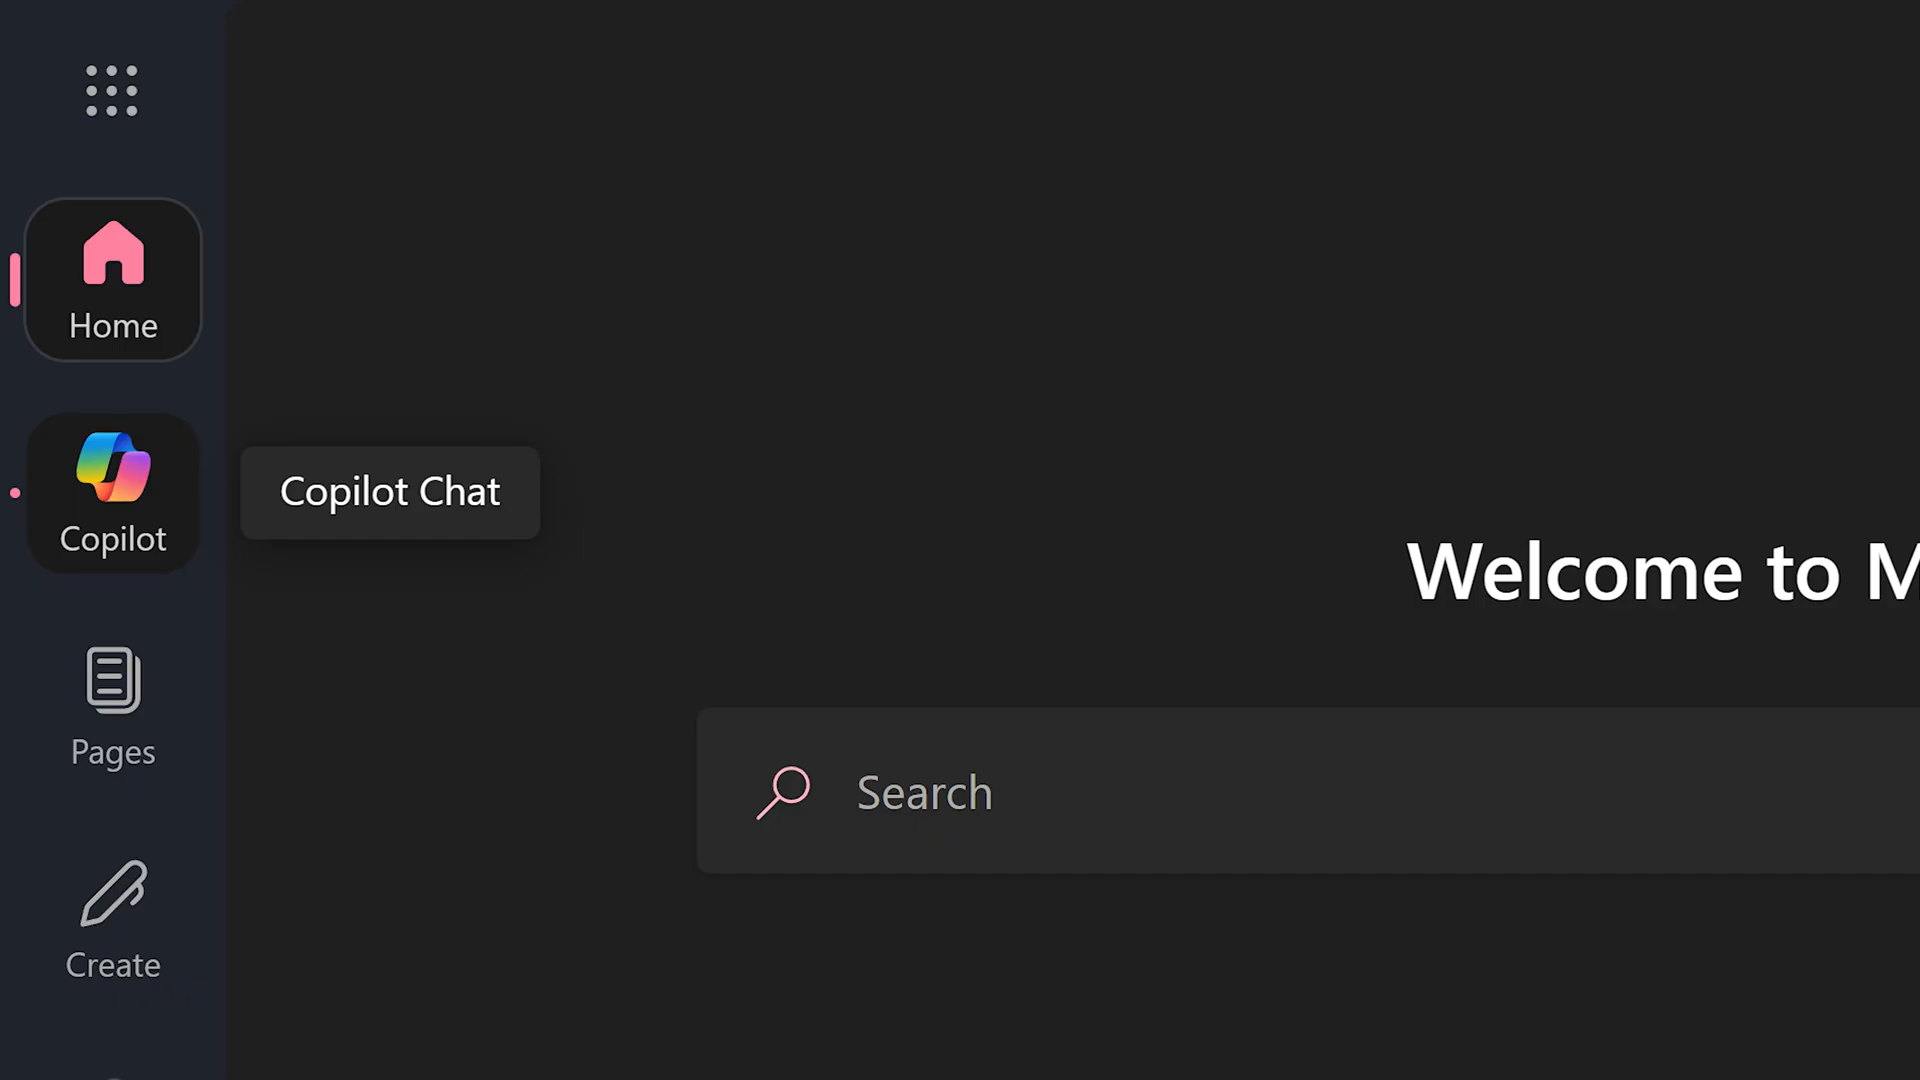 Home
Copilot
Copilot Chat
Welcome to M
Pages
Search
Create